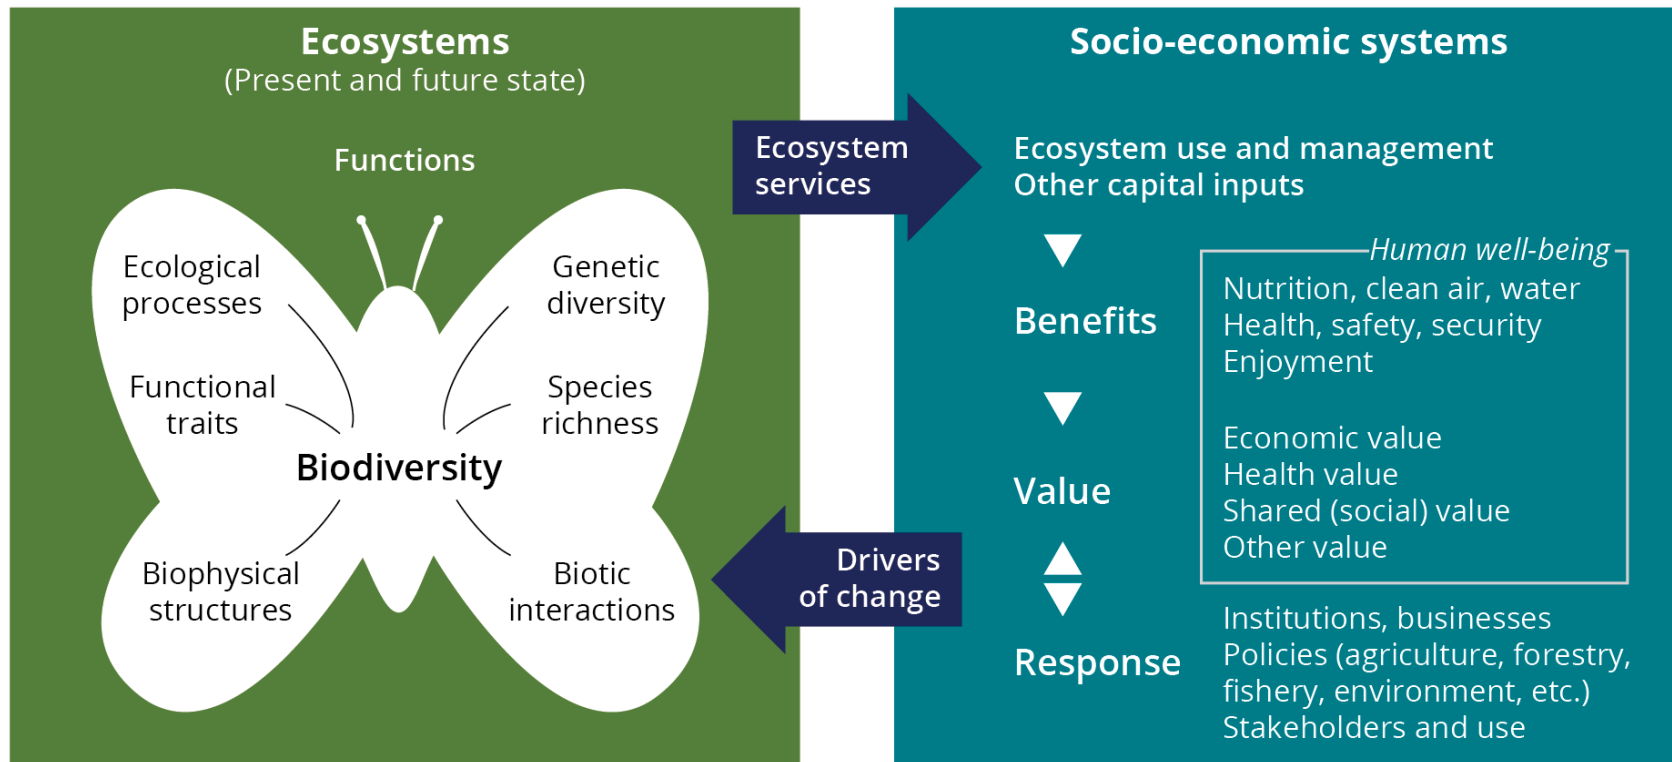 Ecosystems
(Present and future state)
Functions
Ecological
processes
Genetic
diversity
Functional
traits
Species
richness
Biodiversity
Biophysical
structures
Biotic
interactions
Ecosystem
services
Drivers
of change
Socio-economic systems
Ecosystem use and management
Other capital inputs
Human well-being
Benefits
Nutrition, clean air, water
Health, safety, security
Enjoyment
Value
Economic value
Health value
Shared (social) value
Other value
Response
Institutions, businesses
Policies (agriculture, forestry,
fishery, environment, etc.)
Stakeholders and use